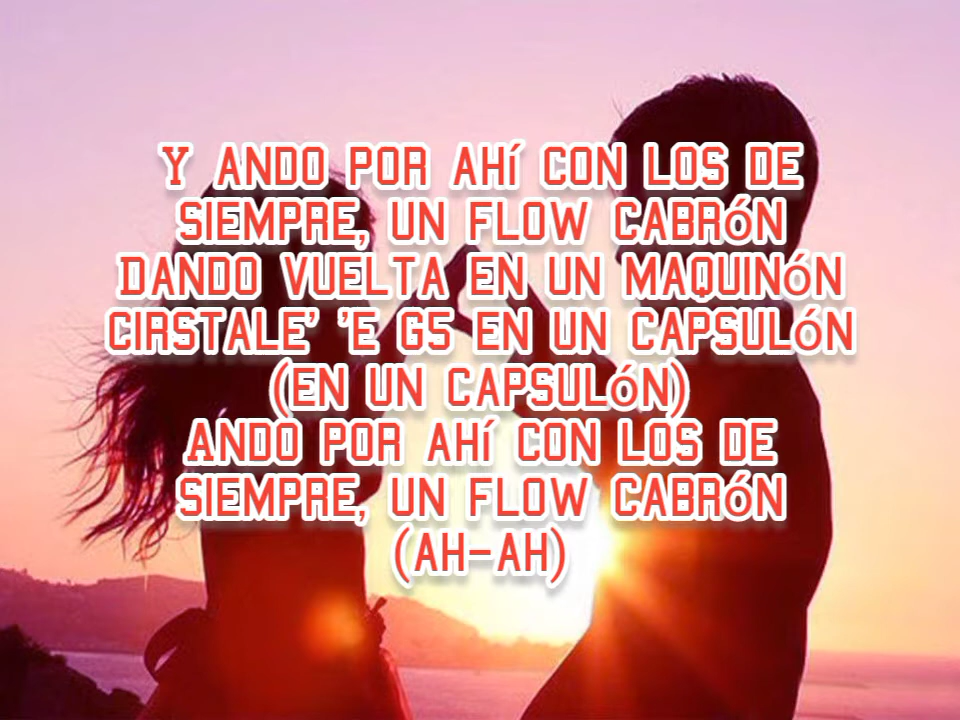 Y ANDO POR AHÍ CON LOS DE
SIEMPRE, UN FLOW CABRÓN
DANDO VUELTA EN UN MAQUINÓN
CIRSTALE' 'E G5 EN UN CAPSULÓN
(EN UN CAPSULÓN)
ANDO POR AHÍ CON LOS DE
SIEMPRE, UN FLOW CABRÓN
(AH-AH)